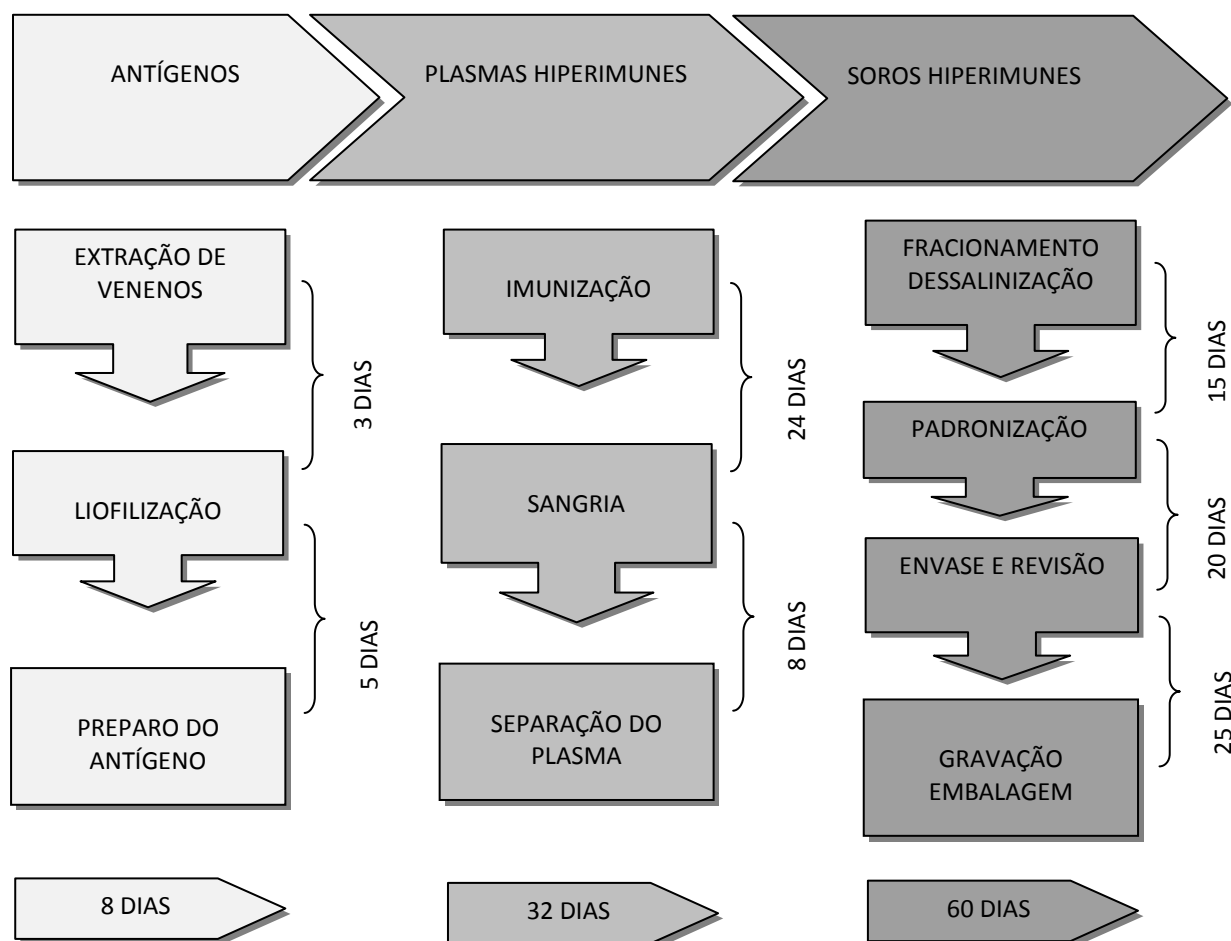 ANTÍGENOS
PLASMAS HIPERIMUNES
SOROS HIPERIMUNES
EXTRAÇÃO DE
VENENOS
3 DIAS
LIOFILIZAÇÃO
5 DIAS
PREPARO DO
ANTÍGENO
8 DIAS
IMUNIZAÇÃO
24 DIAS
SANGRIA
8 DIAS
SEPARAÇÃO DO
PLASMA
32 DIAS
FRACIONAMENTO
DESSALINIZAÇÃO
15 DIAS
PADRONIZAÇÃO
20 DIAS
ENVASE E REVISÃO
25 DIAS
GRAVAÇÃO
EMBALAGEM
60 DIAS